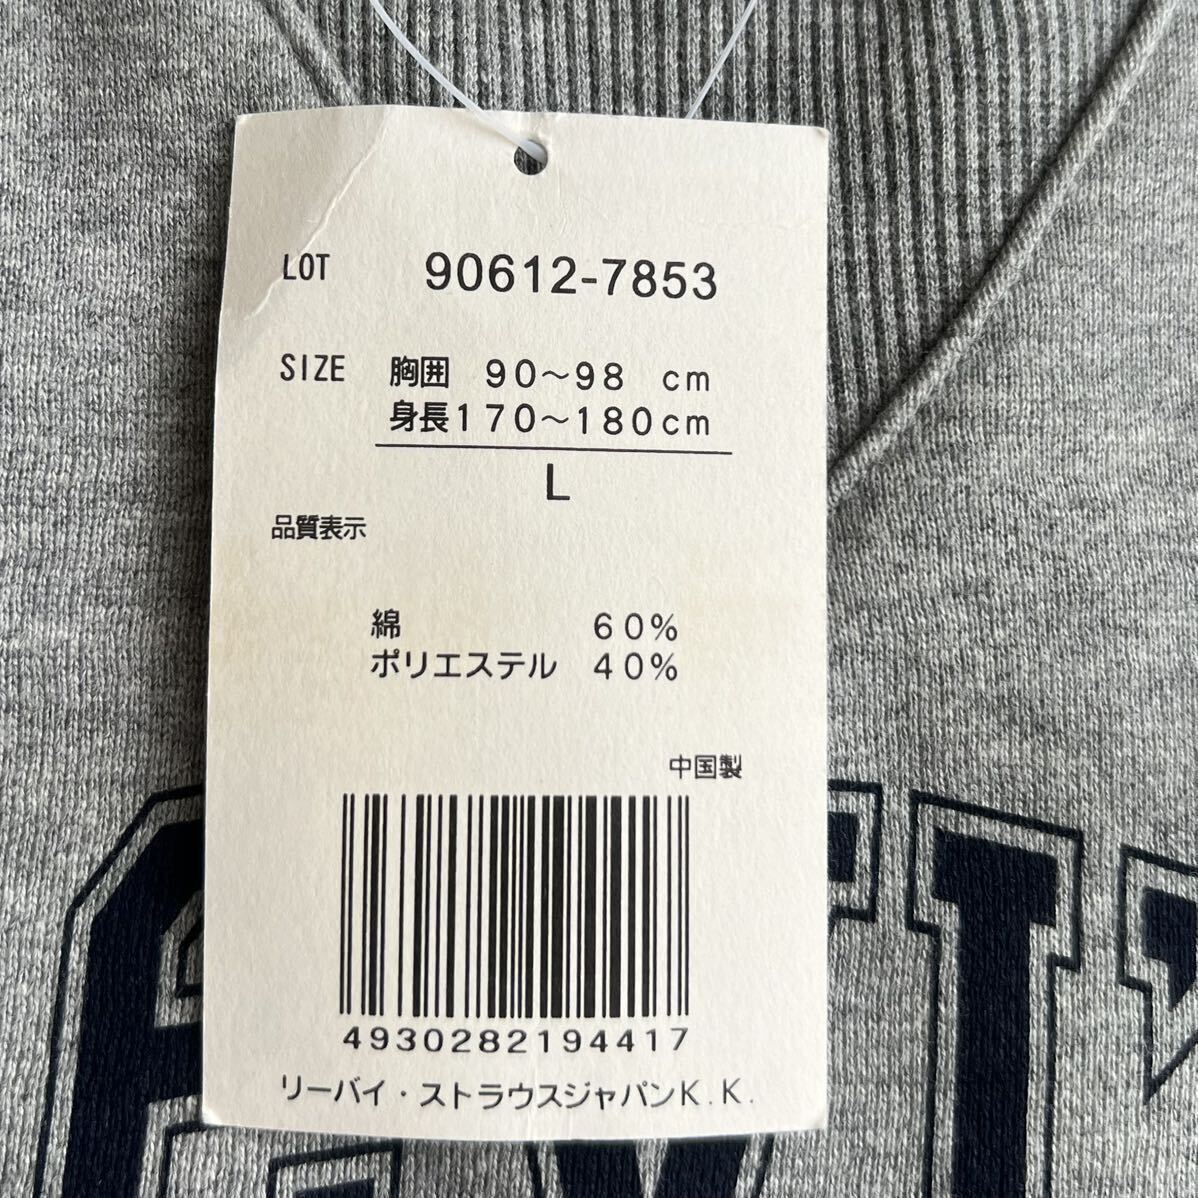 LOT 90612-7853
SIZE 胸囲 90～98 cm
身長170～180cm
L
品質表示
綿 60%
ポリエステル 40%
中国製
4930282194417
リーバイ・ストラウスジャパンK.K.